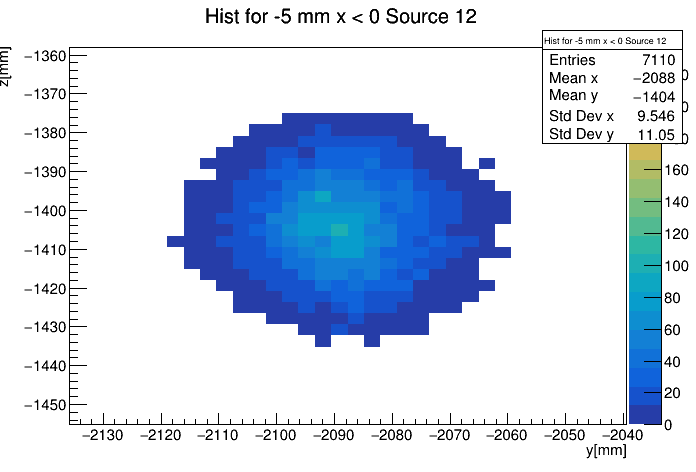 Hist for -5 mm x < 0 Source 12
Hist for -5 mm x < 0 Source 12
Entries 7110
Mean x −2088
Mean y −1404
Std Dev x 9.546
Std Dev y 11.05
z[mm]
−1360
−1370
−1380
−1390
−1400
−1410
−1420
−1430
−1440
−1450
160
140
120
100
80
60
40
20
0
−2130 −2120 −2110 −2100 −2090 −2080 −2070 −2060 −2050 −2040
y[mm]